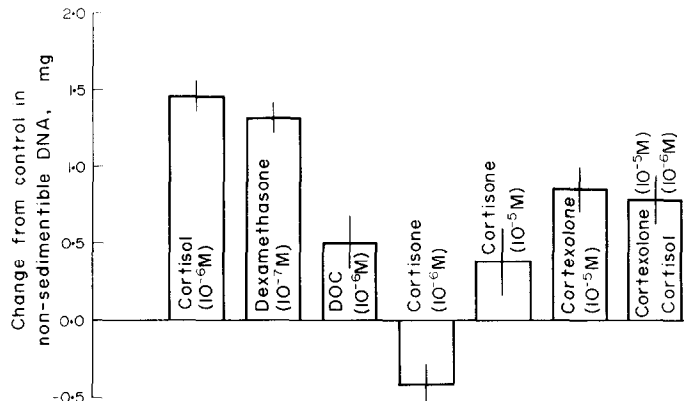 Change from control in
non-sedimentible DNA, mg
2·0
1·5
1·0
0·5
0·0
-0·5
Cortisol
(10⁻⁶M)
Dexamethasone
(10⁻⁷M)
DOC
(10⁻⁶M)
Cortisone
(10⁻⁶M)
Cortisone
(10⁻⁵M)
Cortexolone
(10⁻⁵M)
Cortexolone (10⁻⁵M)
Cortisol (10⁻⁶M)